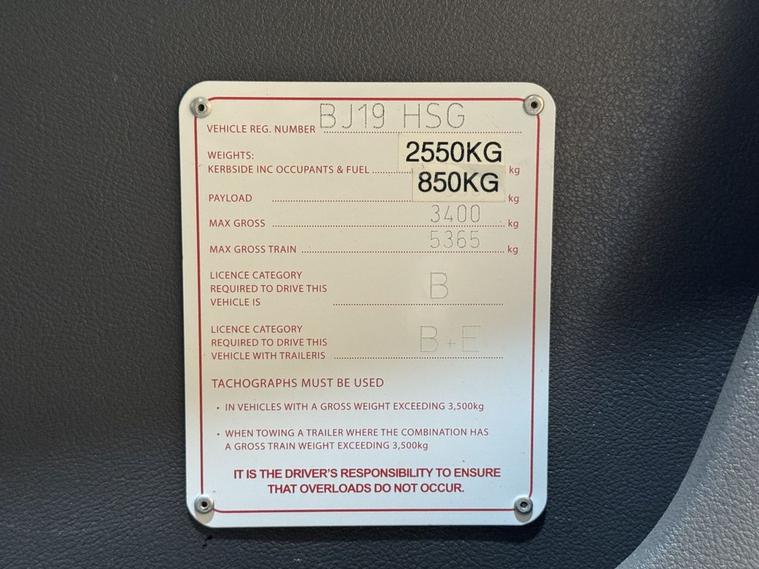 VEHICLE REG. NUMBER BJ19 HSG
WEIGHTS:
KERBSIDE INC OCCUPANTS & FUEL 2550KG kg
PAYLOAD 850KG kg
MAX GROSS 3400 kg
MAX GROSS TRAIN 5365 kg
LICENCE CATEGORY
REQUIRED TO DRIVE THIS
VEHICLE IS B
LICENCE CATEGORY
REQUIRED TO DRIVE THIS
VEHICLE WITH TRAILERIS B+E
TACHOGRAPHS MUST BE USED
• IN VEHICLES WITH A GROSS WEIGHT EXCEEDING 3,500kg
• WHEN TOWING A TRAILER WHERE THE COMBINATION HAS
A GROSS TRAIN WEIGHT EXCEEDING 3,500kg
IT IS THE DRIVER'S RESPONSIBILITY TO ENSURE
THAT OVERLOADS DO NOT OCCUR.